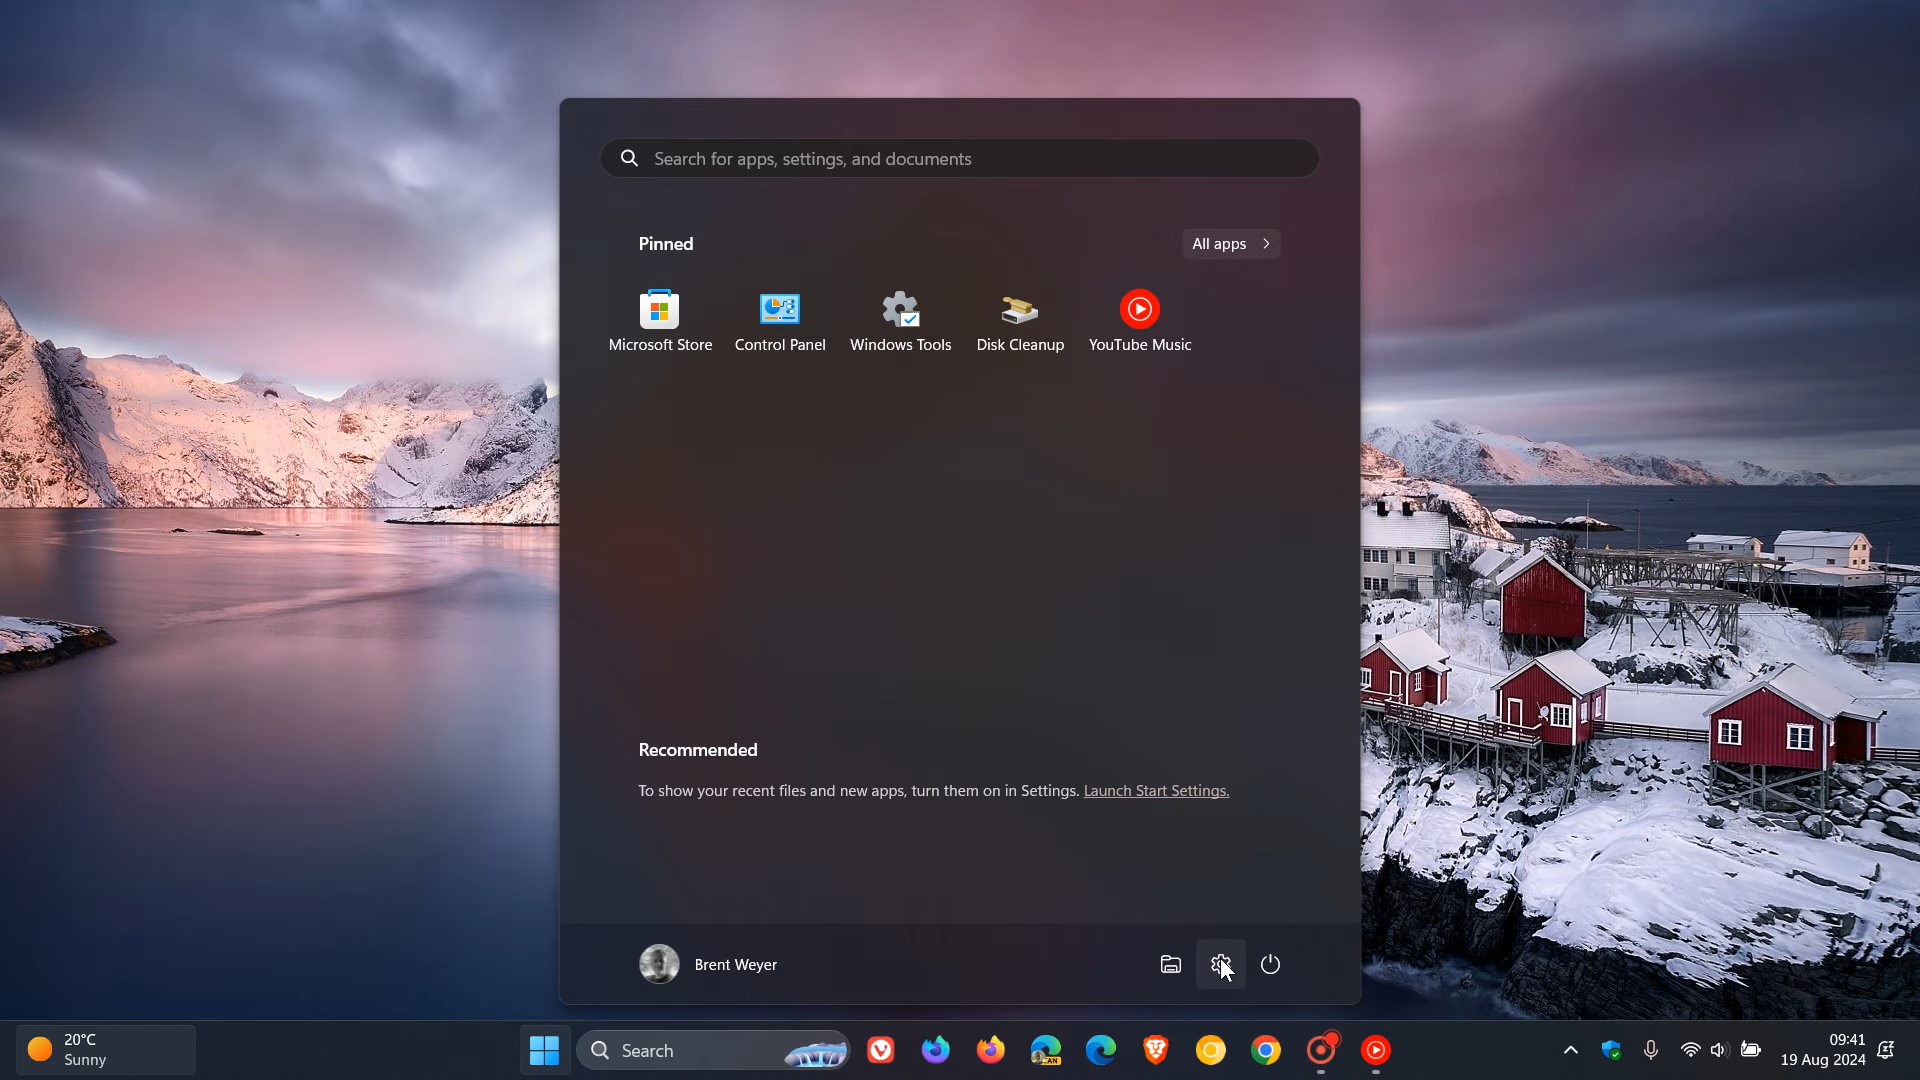 Search for apps, settings, and documents
Pinned
All apps
Microsoft Store
Control Panel
Windows Tools
Disk Cleanup
YouTube Music
Recommended
To show your recent files and new apps, turn them on in Settings. Launch Start Settings.
Brent Weyer
20°C
Sunny
Search
CAN
09:41
19 Aug 2024